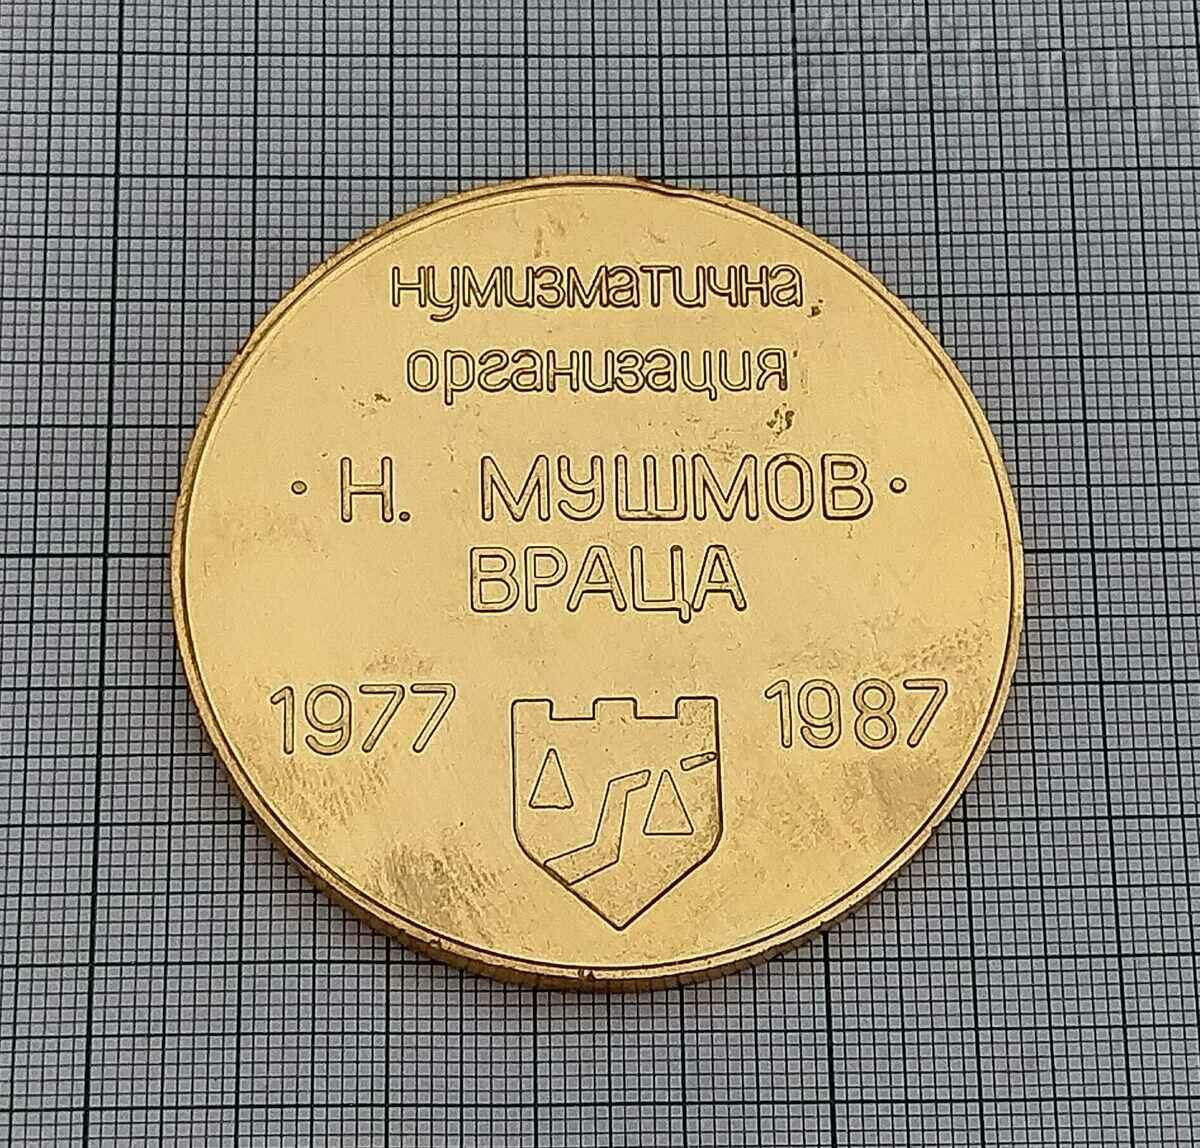 нумизматична
организация
· Н. МУШМОВ ·
ВРАЦА
1977 1987